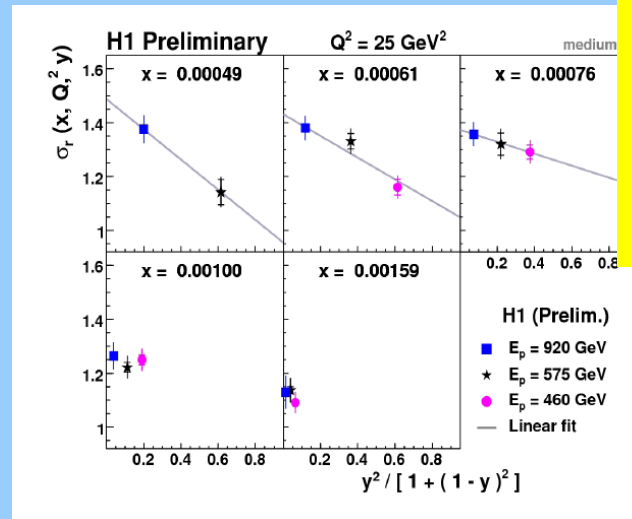 H1 Preliminary Q² = 25 GeV² medium
σr (x, Q,² y)
x = 0.00049 x = 0.00061 x = 0.00076
1.6
1.4
1.2
1
0.2 0.4 0.6 0.8
x = 0.00100 x = 0.00159
1.6
1.4
1.2
1
H1 (Prelim.)
Ep = 920 GeV
Ep = 575 GeV
Ep = 460 GeV
Linear fit
0.2 0.4 0.6 0.8 0.2 0.4 0.6 0.8
y² / [ 1 + ( 1 - y )² ]